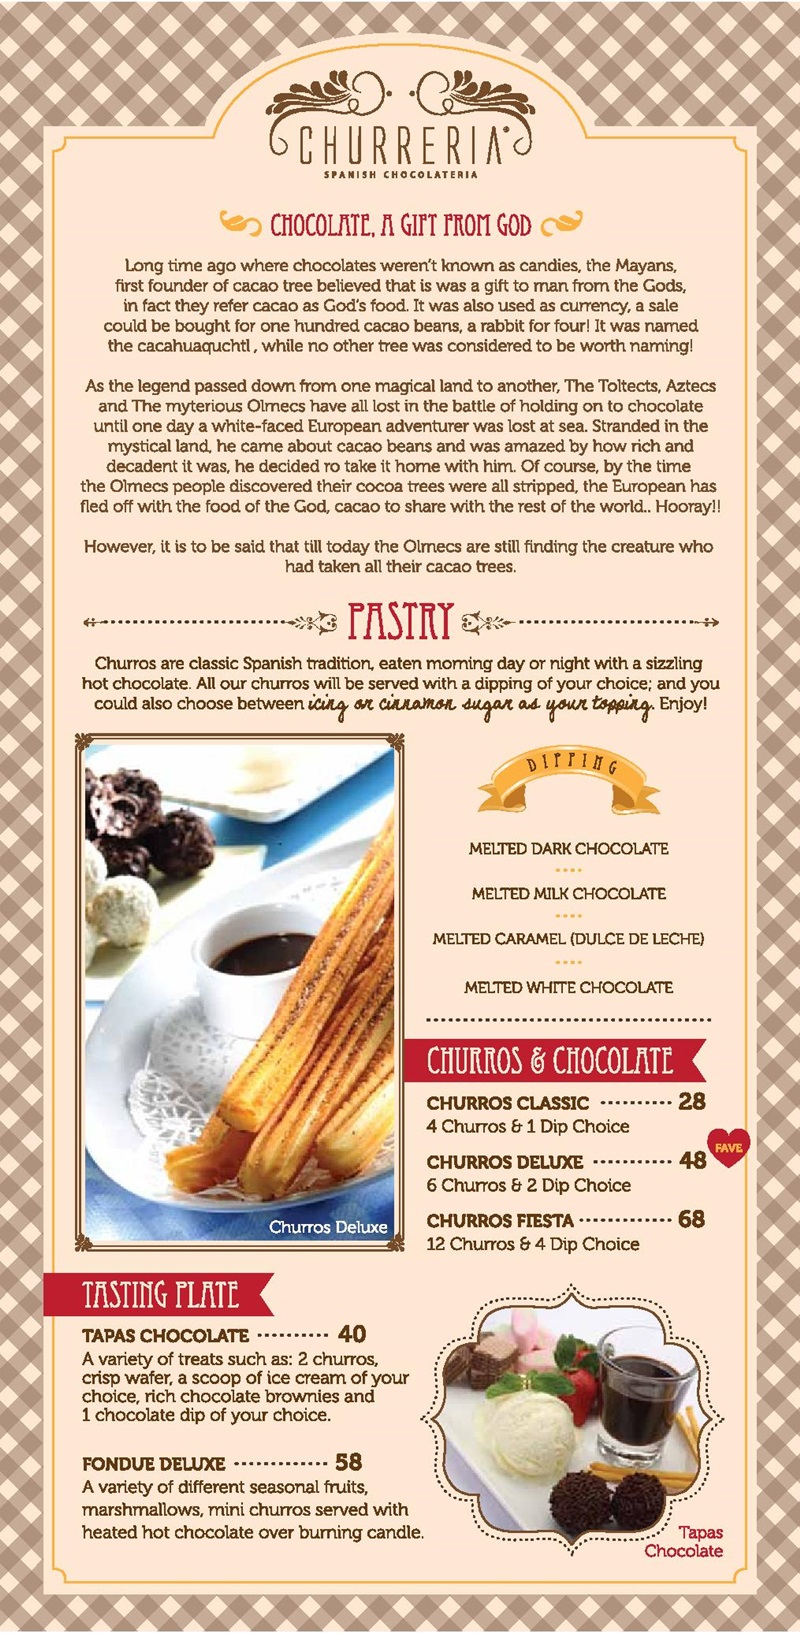 CHURRERIA
SPANISH CHOCOLATERIA
CHOCOLATE, A GIFT FROM GOD
Long time ago where chocolates weren't known as candies, the Mayans,
first founder of cacao tree believed that is was a gift to man from the Gods,
in fact they refer cacao as God's food. It was also used as currency, a sale
could be bought for one hundred cacao beans, a rabbit for four! It was named
the cacahuaquchtl , while no other tree was considered to be worth naming!
As the legend passed down from one magical land to another, The Toltects, Aztecs
and The myterious Olmecs have all lost in the battle of holding on to chocolate
until one day a white-faced European adventurer was lost at sea. Stranded in the
mystical land, he came about cacao beans and was amazed by how rich and
decadent it was, he decided ro take it home with him. Of course, by the time
the Olmecs people discovered their cocoa trees were all stripped, the European has
fled off with the food of the God, cacao to share with the rest of the world.. Hooray!!
However, it is to be said that till today the Olmecs are still finding the creature who
had taken all their cacao trees.
PASTRY
Churros are classic Spanish tradition, eaten morning day or night with a sizzling
hot chocolate. All our churros will be served with a dipping of your choice; and you
could also choose between icing or cinnamon sugar as your topping. Enjoy!
DIPPING
MELTED DARK CHOCOLATE
MELTED MILK CHOCOLATE
MELTED CARAMEL (DULCE DE LECHE)
MELTED WHITE CHOCOLATE
Churros Deluxe
CHURROS & CHOCOLATE
CHURROS CLASSIC ·········· 28
4 Churros & 1 Dip Choice
CHURROS DELUXE ··········· 48
FAVE
6 Churros & 2 Dip Choice
CHURROS FIESTA ············· 68
12 Churros & 4 Dip Choice
TASTING PLATE
TAPAS CHOCOLATE ·········· 40
A variety of treats such as: 2 churros,
crisp wafer, a scoop of ice cream of your
choice, rich chocolate brownies and
1 chocolate dip of your choice.
FONDUE DELUXE ············· 58
A variety of different seasonal fruits,
marshmallows, mini churros served with
heated hot chocolate over burning candle.
Tapas
Chocolate